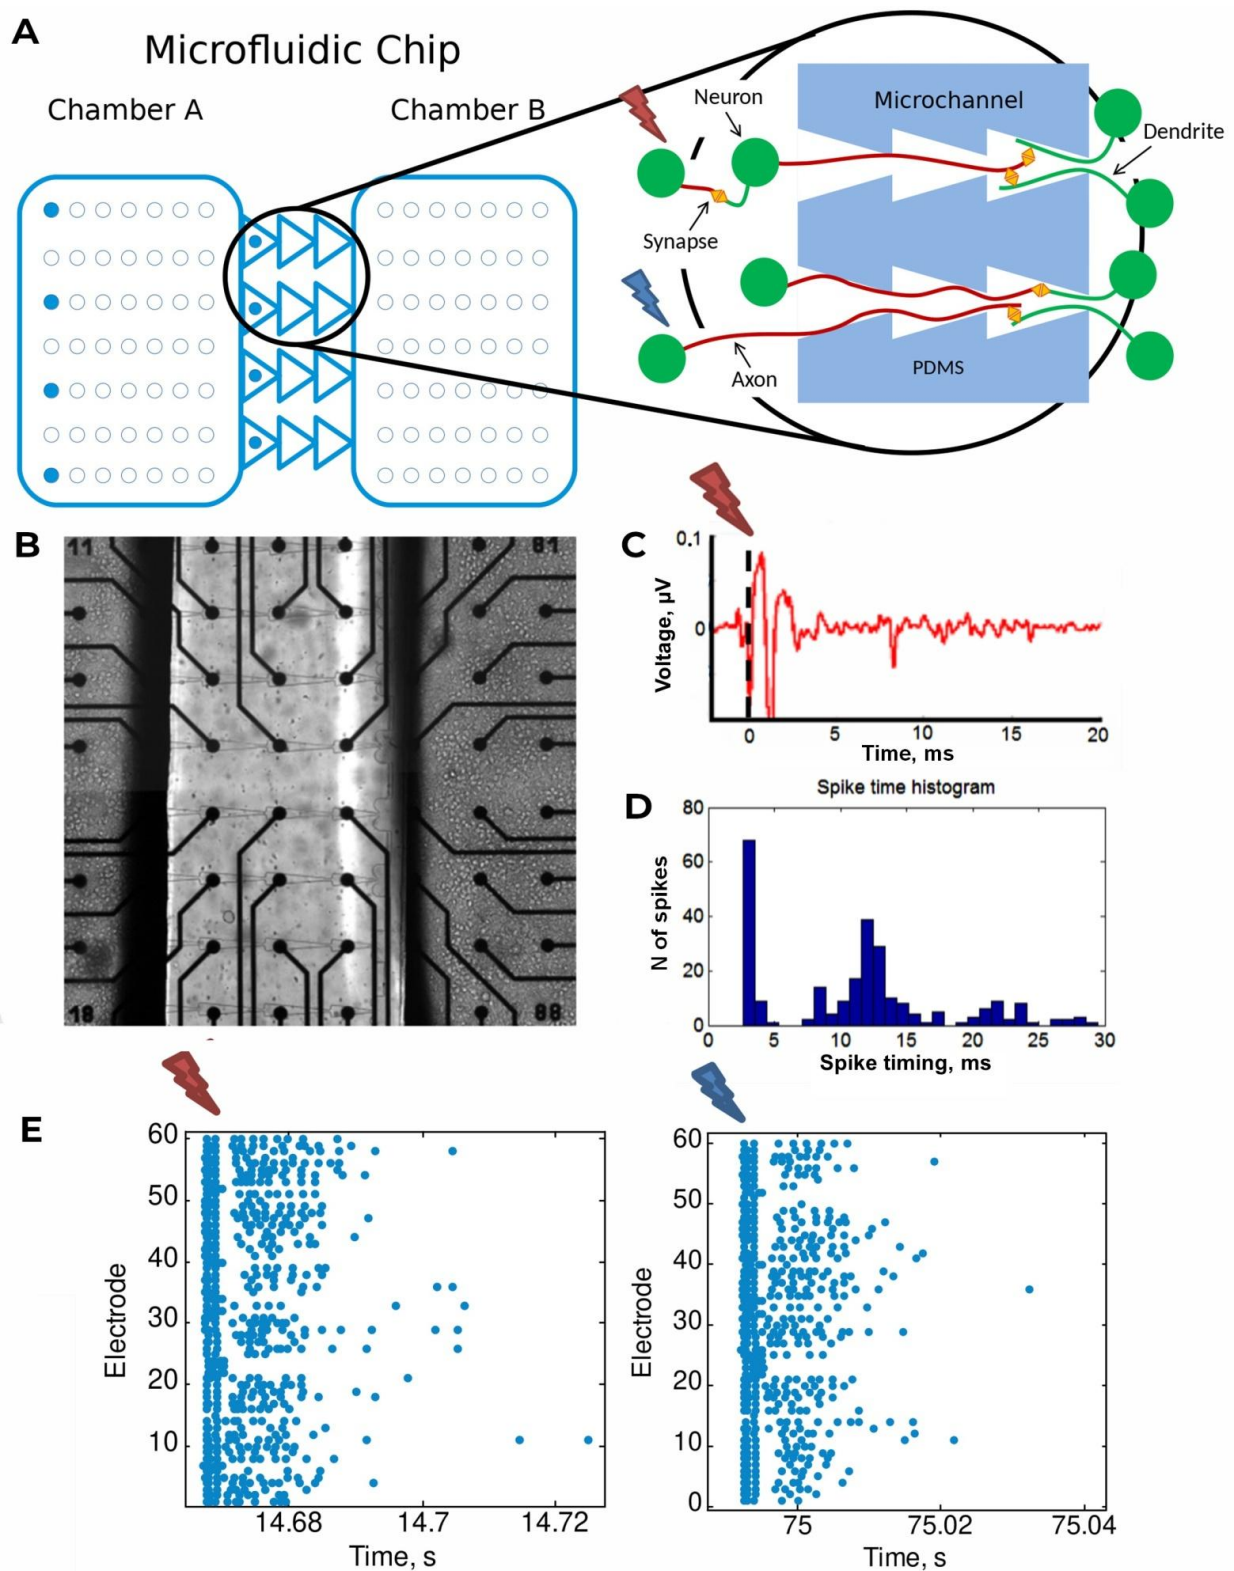 A
Microfluidic Chip
Chamber A
Chamber B
Neuron
Microchannel
Dendrite
Synapse
Axon
PDMS
B
11
81
18
88
C
0.1
0
Voltage, µV
0 5 10 15 20
Time, ms
D
Spike time histogram
80
60
40
20
0
N of spikes
0 5 10 15 20 25 30
Spike timing, ms
E
60
50
40
30
20
10
Electrode
14.68 14.7 14.72
Time, s
60
50
40
30
20
10
0
Electrode
75 75.02 75.04
Time, s